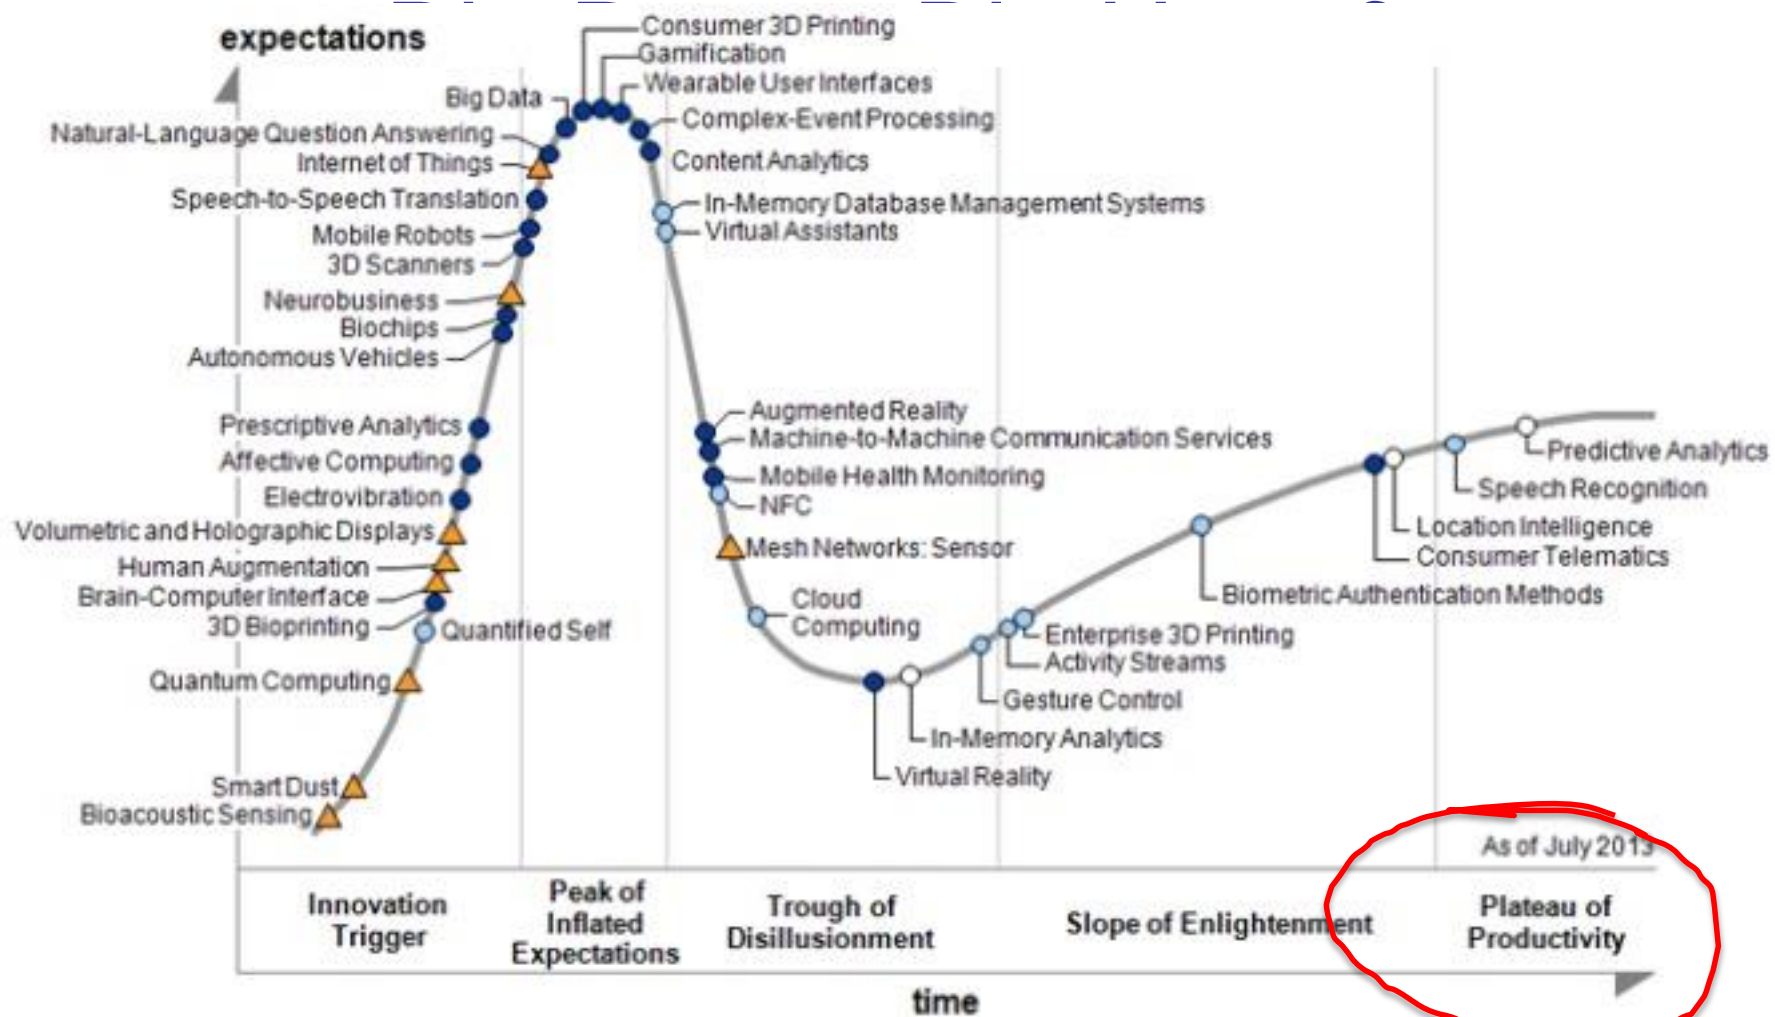 expectations
Consumer 3D Printing
Gamification
Wearable User Interfaces
Big Data
Complex-Event Processing
Natural-Language Question Answering
Content Analytics
Internet of Things
Speech-to-Speech Translation
In-Memory Database Management Systems
Virtual Assistants
Mobile Robots
3D Scanners
Neurobusiness
Biochips
Autonomous Vehicles
Augmented Reality
Prescriptive Analytics
Machine-to-Machine Communication Services
Predictive Analytics
Affective Computing
Mobile Health Monitoring
Speech Recognition
Electrovibration
NFC
Location Intelligence
Volumetric and Holographic Displays
Mesh Networks: Sensor
Consumer Telematics
Human Augmentation
Brain-Computer Interface
Biometric Authentication Methods
Cloud
Computing
3D Bioprinting
Quantified Self
Enterprise 3D Printing
Activity Streams
Quantum Computing
Gesture Control
In-Memory Analytics
Virtual Reality
Smart Dust
Bioacoustic Sensing
As of July 2013
Innovation
Trigger
Peak of
Inflated
Expectations
Trough of
Disillusionment
Slope of Enlightenment
Plateau of
Productivity
time